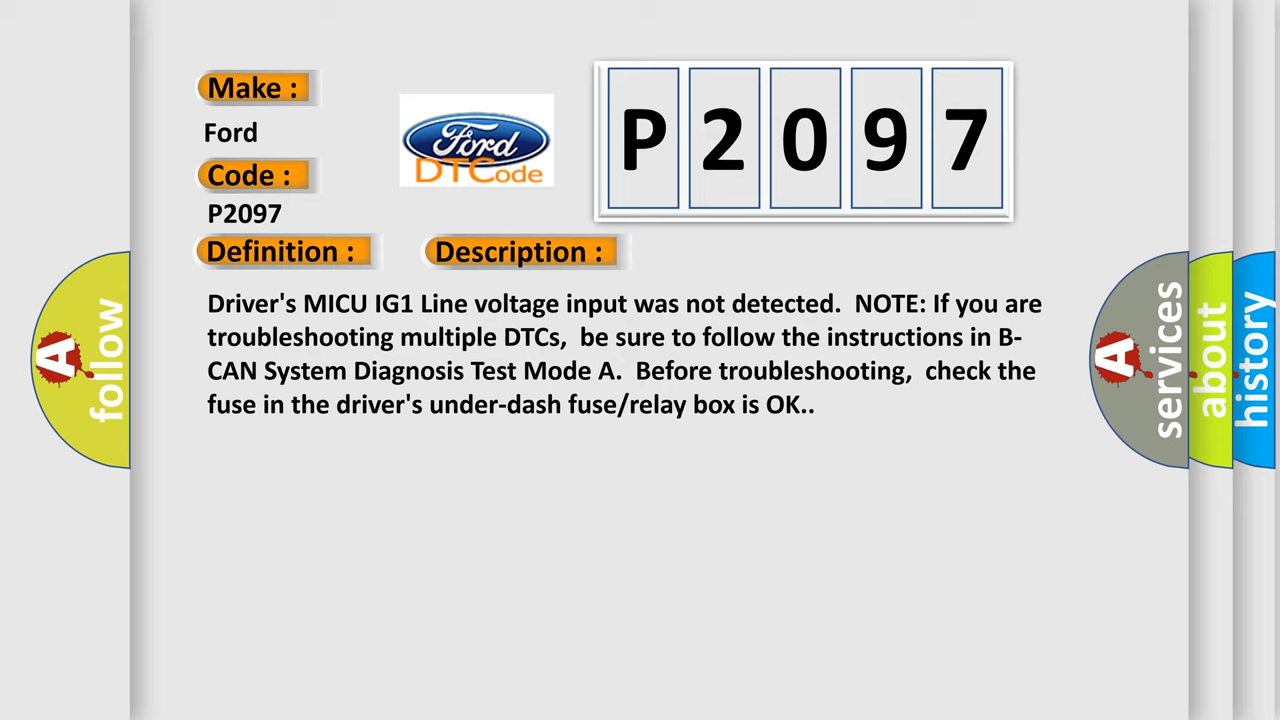 Make :
Ford
Code :
P2097
Definition :
Description :
Ford
DTCode
P 2 0 9 7
Driver's MICU IG1 Line voltage input was not detected. NOTE: If you are
troubleshooting multiple DTCs, be sure to follow the instructions in B-
CAN System Diagnosis Test Mode A. Before troubleshooting, check the
fuse in the driver's under-dash fuse/relay box is OK..
A follow
A services
about
history